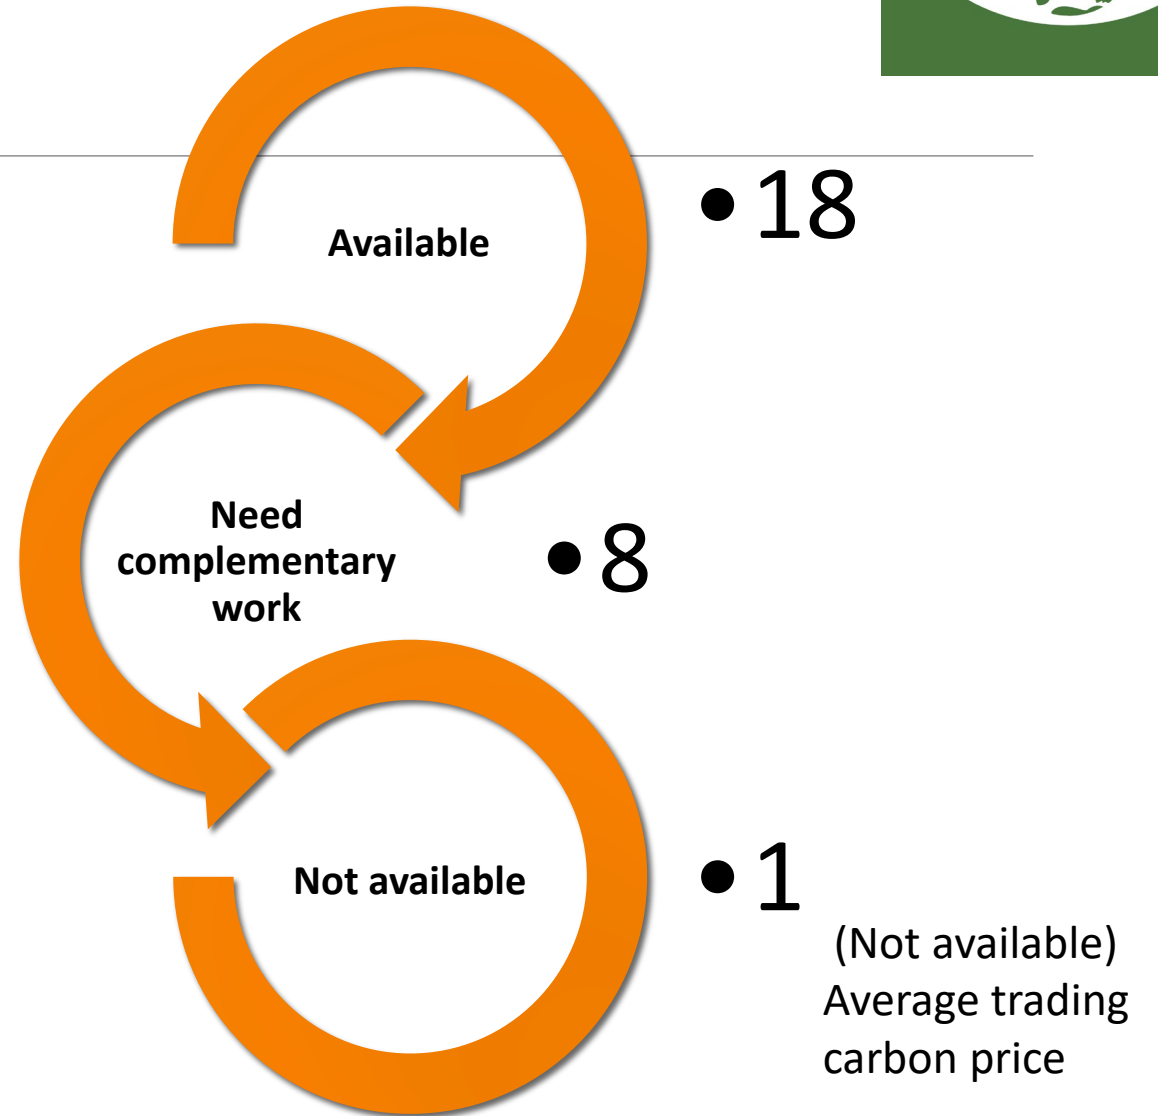 Available
• 18
Need
complementary
work
• 8
Not available
• 1
(Not available)
Average trading
carbon price